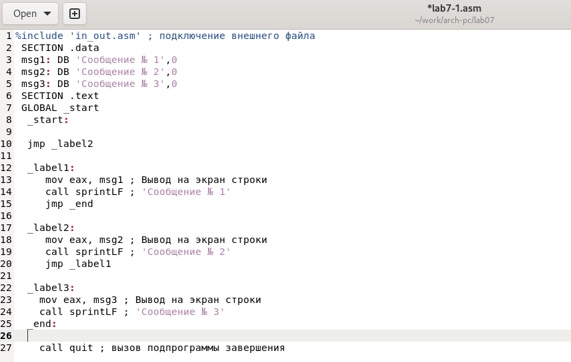 Open
*lab7-1.asm
~/work/arch-pc/lab07
1 %include 'in_out.asm' ; подключение внешнего файла
2 SECTION .data
3 msg1: DB 'Сообщение № 1',0
4 msg2: DB 'Сообщение № 2',0
5 msg3: DB 'Сообщение № 3',0
6 SECTION .text
7 GLOBAL _start
8 _start:
9
10 jmp _label2
11
12 _label1:
13 mov eax, msg1 ; Вывод на экран строки
14 call sprintLF ; 'Сообщение № 1'
15 jmp _end
16
17 _label2:
18 mov eax, msg2 ; Вывод на экран строки
19 call sprintLF ; 'Сообщение № 2'
20 jmp _label1
21
22 _label3:
23 mov eax, msg3 ; Вывод на экран строки
24 call sprintLF ; 'Сообщение № 3'
25 _end:
26
27 call quit ; вызов подпрограммы завершения